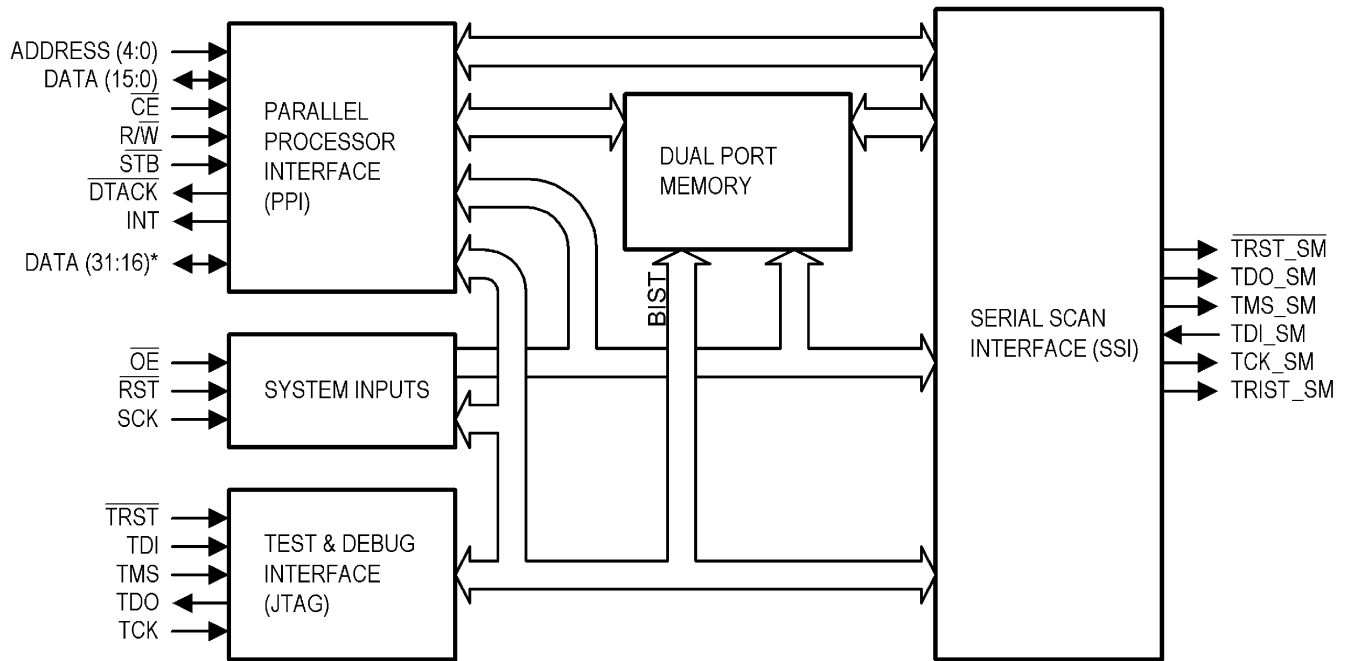 ADDRESS (4:0)
DATA (15:0)
CE
R/W
STB
DTACK
INT
DATA (31:16)*
PARALLEL
PROCESSOR
INTERFACE
(PPI)
DUAL PORT
MEMORY
BIST
OE
RST
SCK
SYSTEM INPUTS
TRST
TDI
TMS
TDO
TCK
TEST & DEBUG
INTERFACE
(JTAG)
SERIAL SCAN
INTERFACE (SSI)
TRST_SM
TDO_SM
TMS_SM
TDI_SM
TCK_SM
TRIST_SM